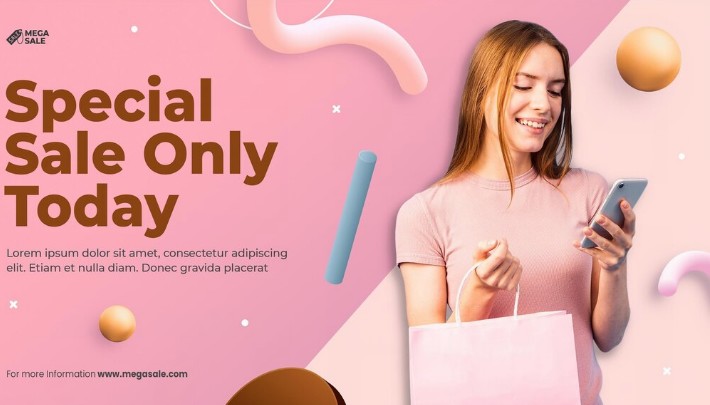 MEGA
SALE
Special
Sale Only
Today
Lorem ipsum dolor sit amet, consectetur adipiscing
elit. Etiam et nulla diam. Donec gravida placerat
For more Information www.megasale.com